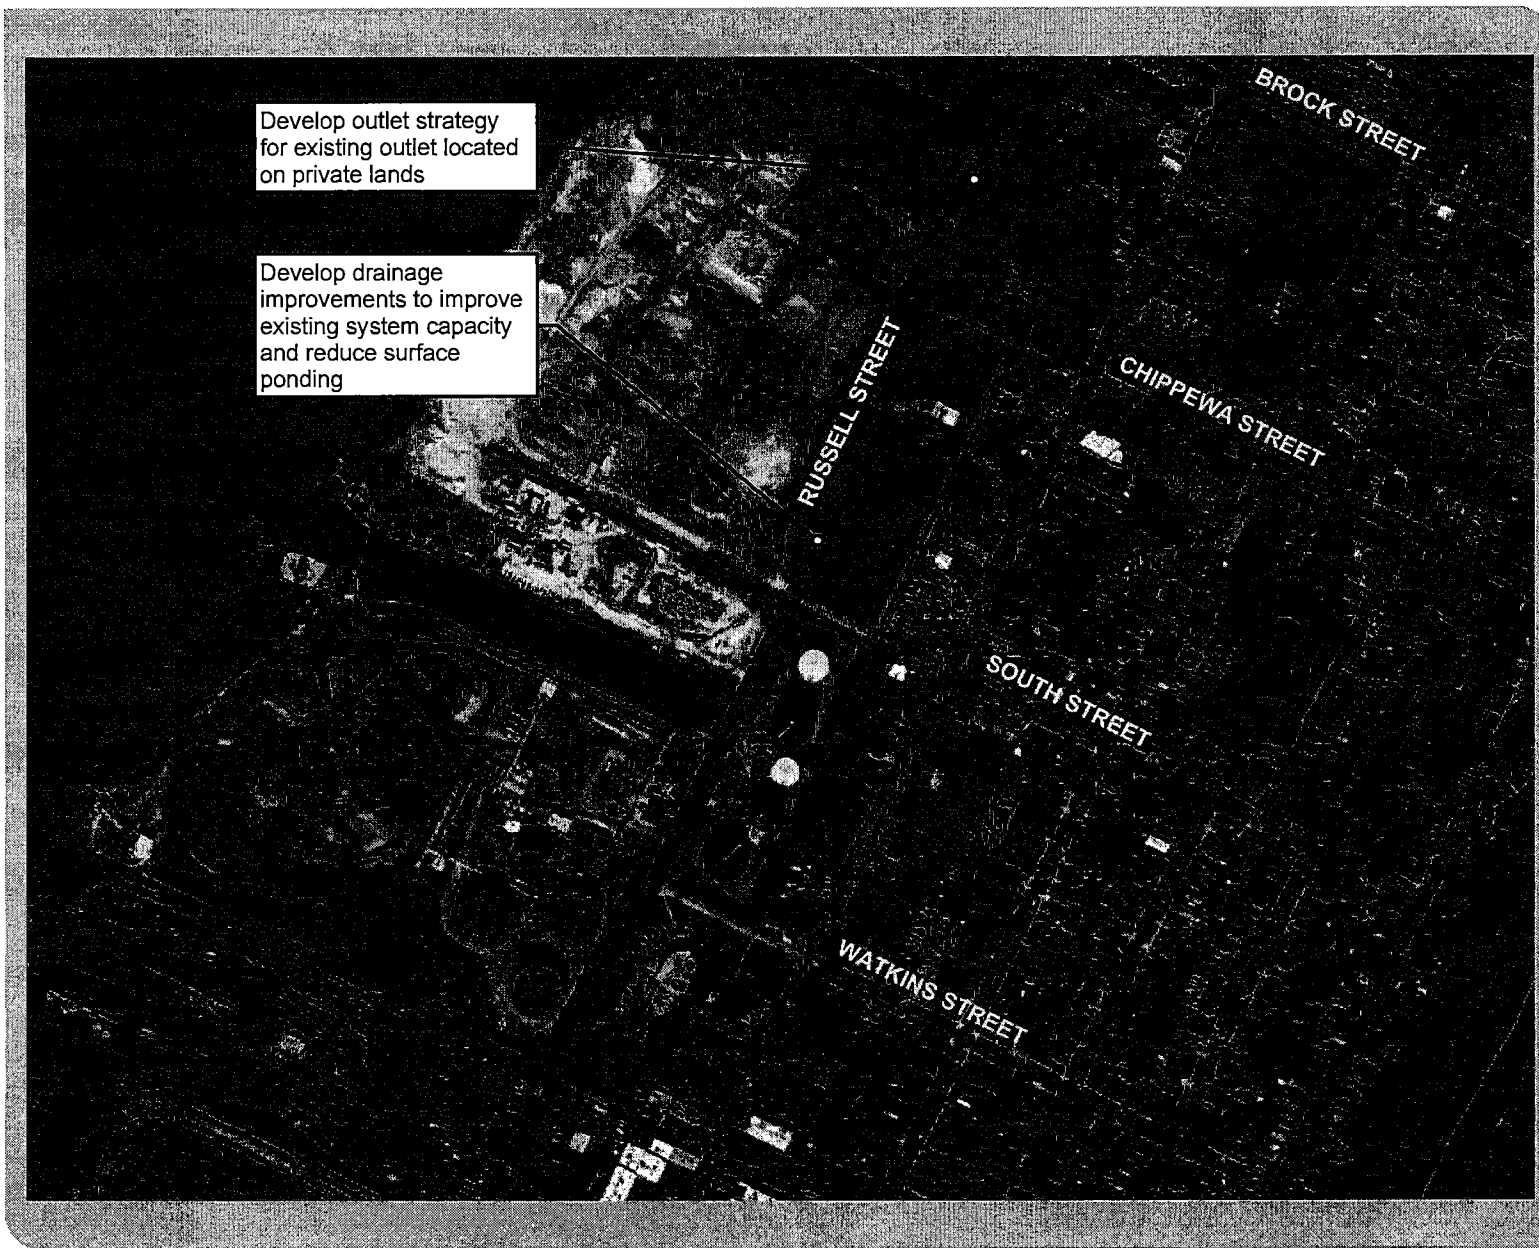 BROCK STREET
Develop outlet strategy
for existing outlet located
on private lands
Develop drainage
improvements to improve
existing system capacity
and reduce surface
ponding
RUSSELL STREET
CHIPPEWA STREET
SOUTH STREET
WATKINS STREET